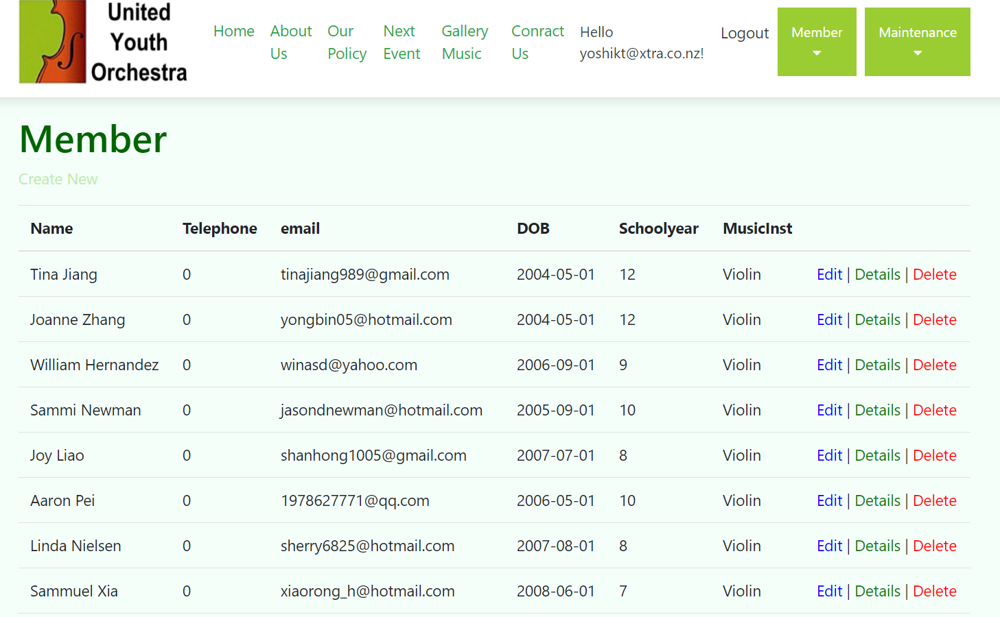 United
Youth
Orchestra
Home
About
Us
Our
Policy
Next
Event
Gallery
Music
Conract
Us
Hello
yoshikt@xtra.co.nz!
Logout
Member
Maintenance
Member
Create New
Name Telephone email DOB Schoolyear MusicInst
Tina Jiang 0 tinajiang989@gmail.com 2004-05-01 12 Violin Edit | Details | Delete
Joanne Zhang 0 yongbin05@hotmail.com 2004-05-01 12 Violin Edit | Details | Delete
William Hernandez 0 winasd@yahoo.com 2006-09-01 9 Violin Edit | Details | Delete
Sammi Newman 0 jasondnewman@hotmail.com 2005-09-01 10 Violin Edit | Details | Delete
Joy Liao 0 shanhong1005@gmail.com 2007-07-01 8 Violin Edit | Details | Delete
Aaron Pei 0 1978627771@qq.com 2006-05-01 10 Violin Edit | Details | Delete
Linda Nielsen 0 sherry6825@hotmail.com 2007-08-01 8 Violin Edit | Details | Delete
Sammuel Xia 0 xiaorong_h@hotmail.com 2008-06-01 7 Violin Edit | Details | Delete